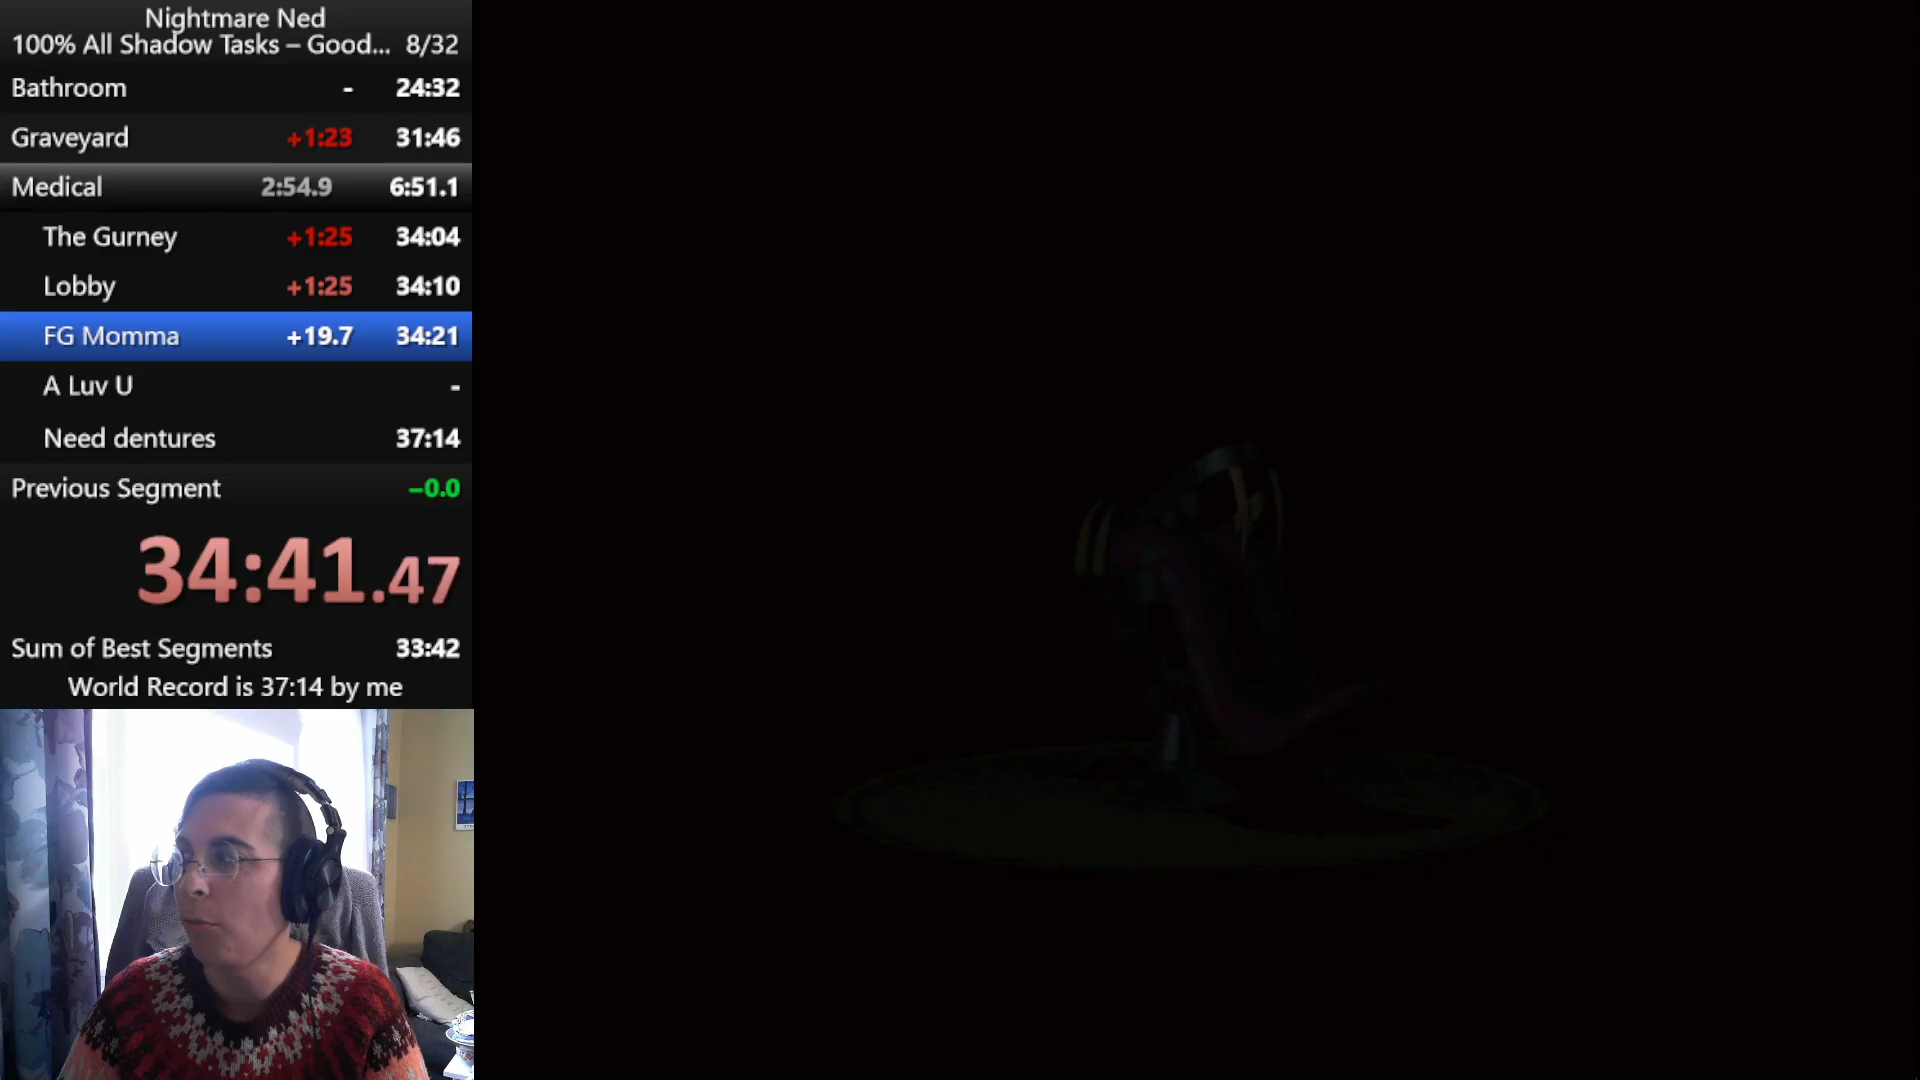 Nightmare Ned
100% All Shadow Tasks – Good... 8/32
Bathroom - 24:32
Graveyard +1:23 31:46
Medical 2:54.9 6:51.1
The Gurney +1:25 34:04
Lobby +1:25 34:10
FG Momma +19.7 34:21
A Luv U -
Need dentures 37:14
Previous Segment −0.0
34:41.47
Sum of Best Segments 33:42
World Record is 37:14 by me